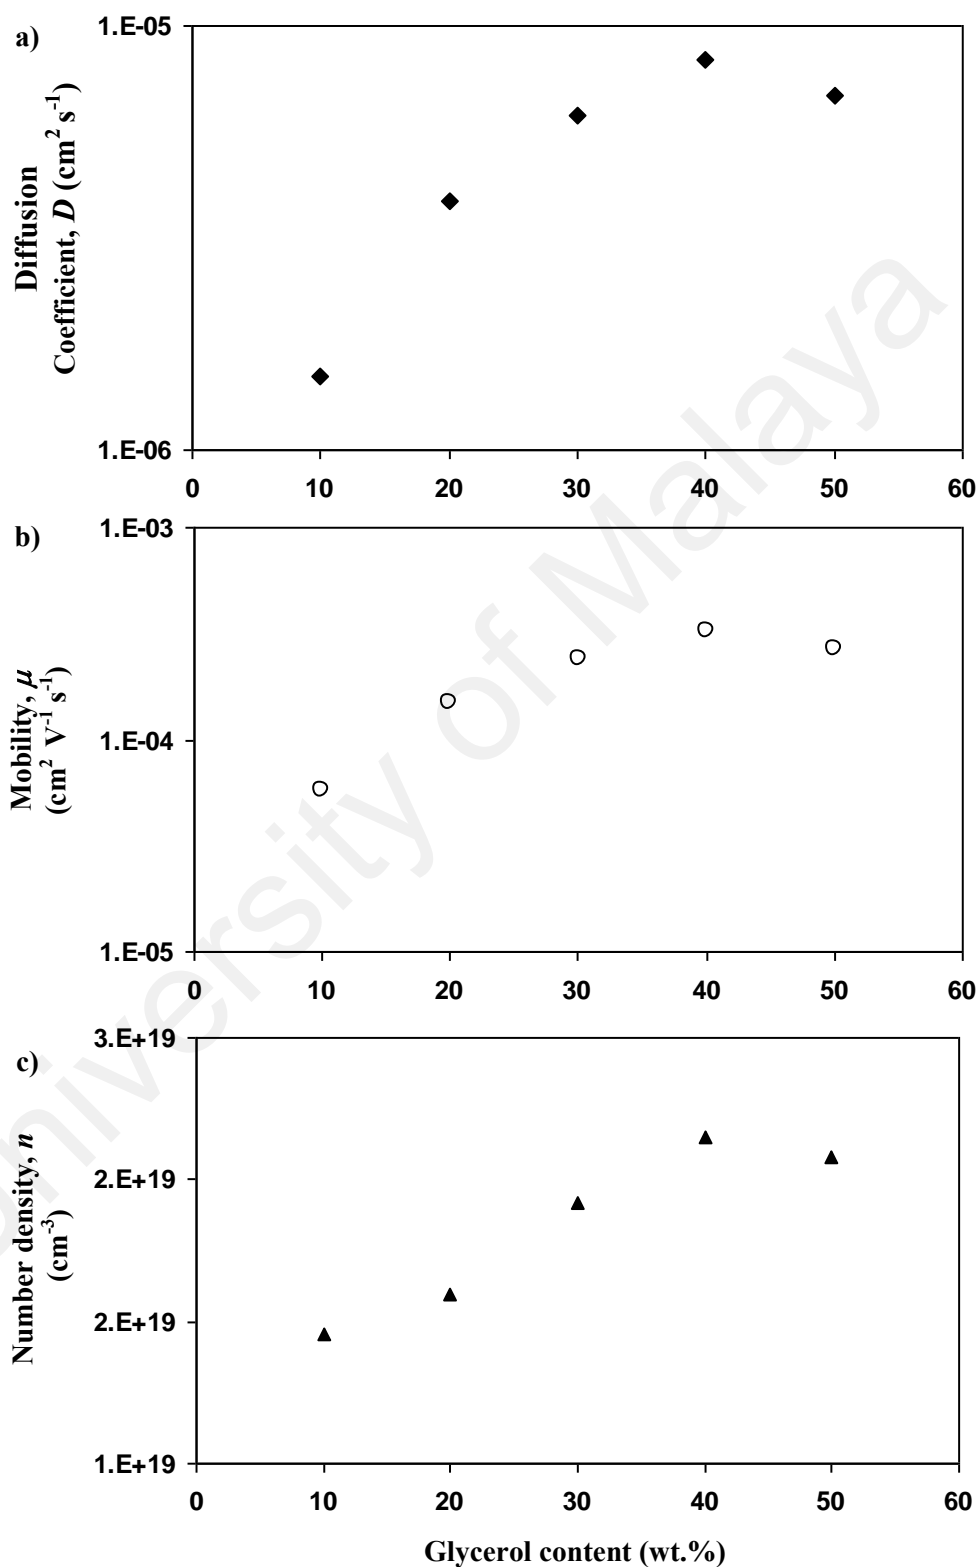 a)
1.E-05
Diffusion
Coefficient, D (cm² s⁻¹)
1.E-06
0 10 20 30 40 50 60
b)
1.E-03
Mobility, μ
(cm² V⁻¹ s⁻¹)
1.E-04
1.E-05
0 10 20 30 40 50 60
c)
3.E+19
Number density, n
(cm⁻³)
2.E+19
2.E+19
1.E+19
0 10 20 30 40 50 60
Glycerol content (wt.%)
University of Malaya